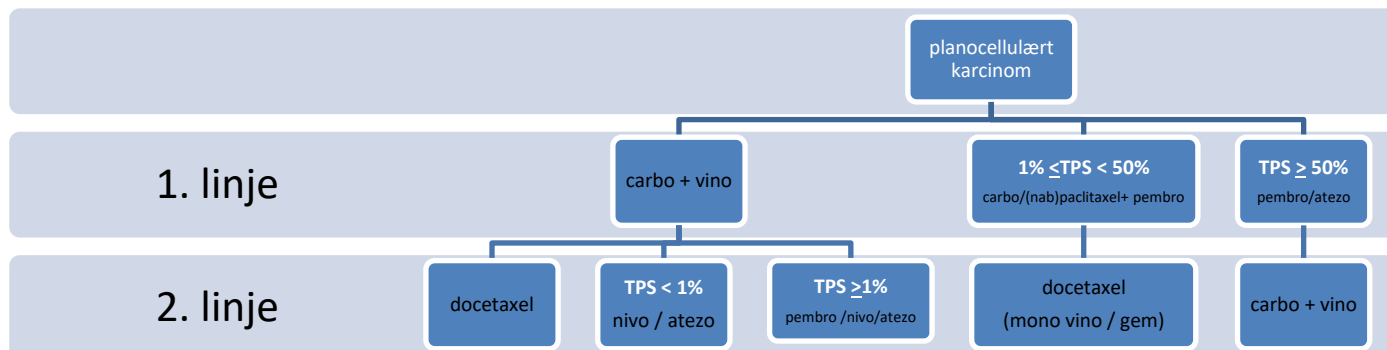 planocellulært
karcinom
1. linje
carbo + vino
1% ≤TPS < 50%
carbo/(nab)paclitaxel+ pembro
TPS ≥ 50%
pembro/atezo
2. linje
docetaxel
TPS < 1%
nivo / atezo
TPS ≥1%
pembro /nivo/atezo
docetaxel
(mono vino / gem)
carbo + vino